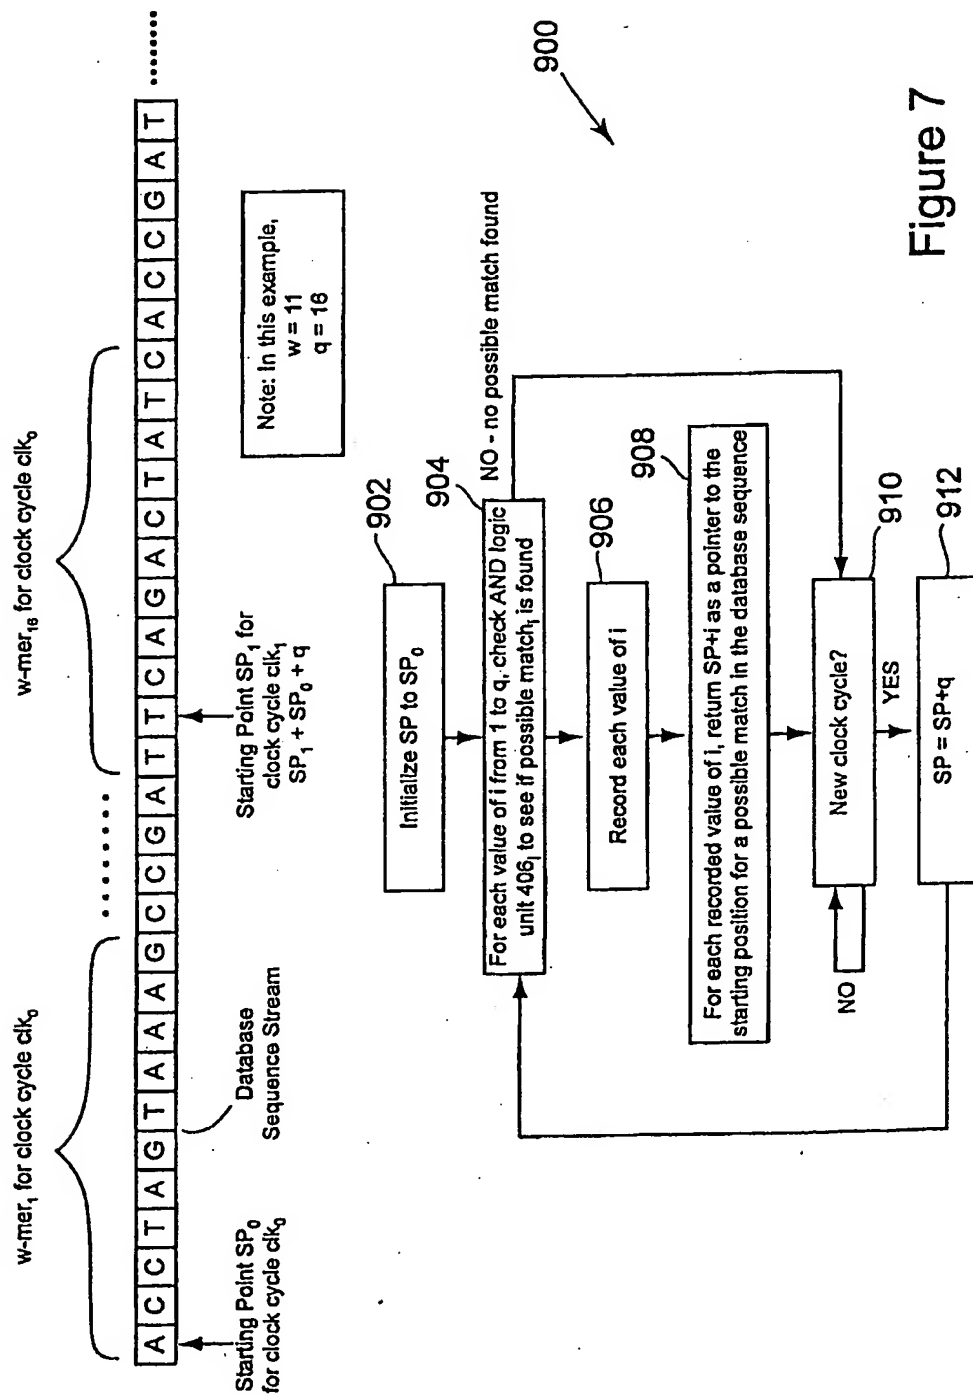 w-mer₁ for clock cycle clk₀
w-mer₁₆ for clock cycle clk₀
A C C T A G T A A A G C C G A T T C A G A C T A T C A C C G A T ........
........
Starting Point SP₀
for clock cycle clk₀
Database
Sequence Stream
Starting Point SP₁ for
clock cycle clk₁
SP₁ + SP₀ + q
Note: In this example,
w = 11
q = 16
900
902
Initialize SP to SP₀
904
For each value of i from 1 to q, check AND logic
unit 406ᵢ to see if possible matchᵢ is found
NO - no possible match found
906
Record each value of i
908
For each recorded value of i, return SP+i as a pointer to the
starting position for a possible match in the database sequence
910
New clock cycle?
NO
YES
912
SP = SP+q
Figure 7